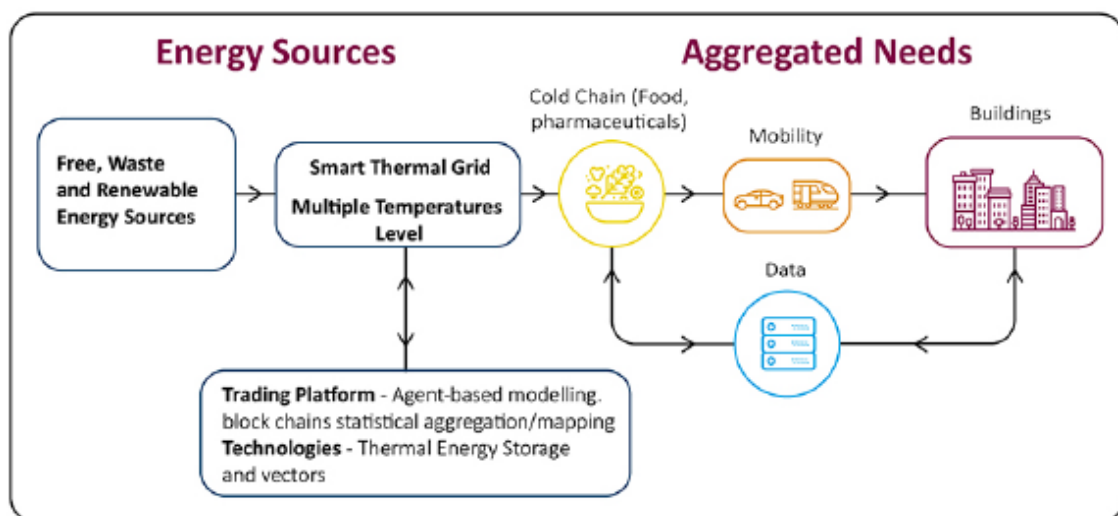 Energy Sources
Aggregated Needs
Cold Chain (Food,
pharmaceuticals)
Mobility
Buildings
Free, Waste
and Renewable
Energy Sources
Smart Thermal Grid
Multiple Temperatures
Level
Data
Trading Platform - Agent-based modelling.
block chains statistical aggregation/mapping
Technologies - Thermal Energy Storage
and vectors